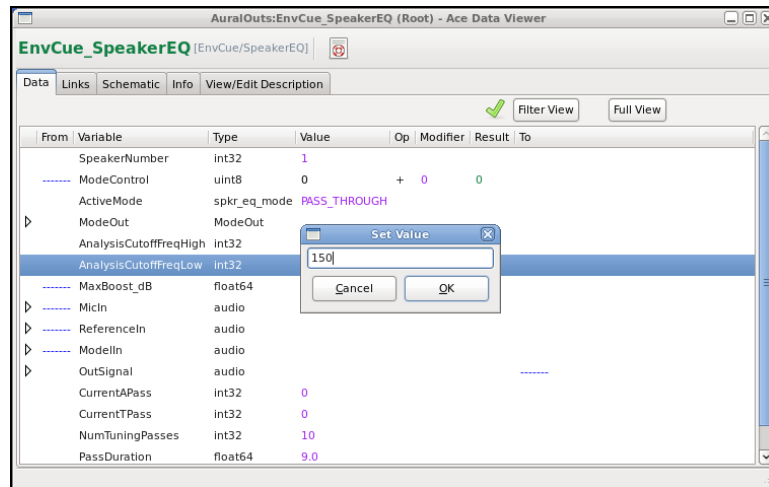 AuralOuts:EnvCue_SpeakerEQ (Root) - Ace Data Viewer
EnvCue_SpeakerEQ [EnvCue/SpeakerEQ]
Data Links Schematic Info View/Edit Description
Filter View Full View
From Variable Type Value Op Modifier Result To
SpeakerNumber int32 1
------- ModeControl uint8 0 + 0 0
ActiveMode spkr_eq_mode PASS_THROUGH
ModeOut ModeOut
Set Value
AnalysisCutoffFreqHigh int32
150
AnalysisCutoffFreqLow int32
------- MaxBoost_dB float64
Cancel OK
------- MicIn audio
------- ReferenceIn audio
------- ModelIn audio
OutSignal audio -------
CurrentAPass int32 0
CurrentTPass int32 0
NumTuningPasses int32 10
PassDuration float64 9.0